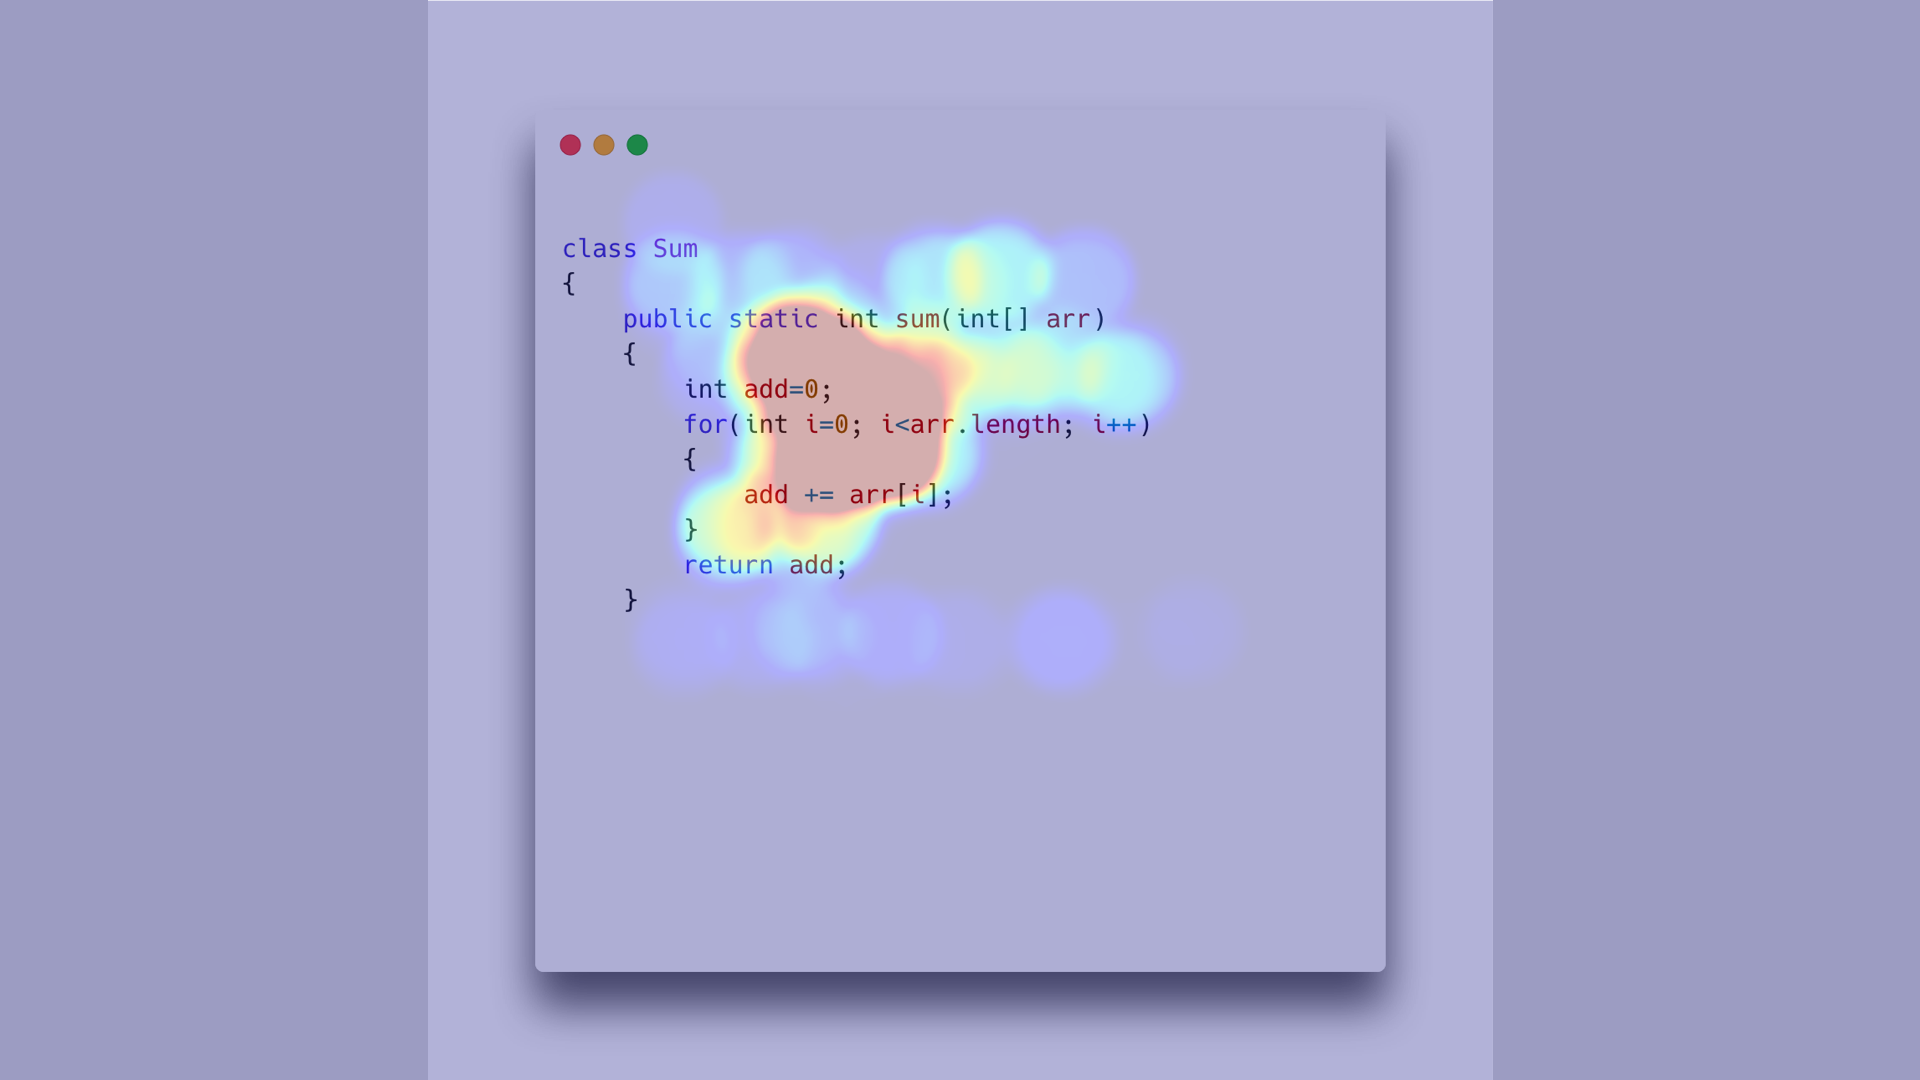 class Sum
{
    public static int sum(int[] arr)
    {
        int add=0;
        for(int i=0; i<arr.length; i++)
        {
            add += arr[i];
        }
        return add;
    }